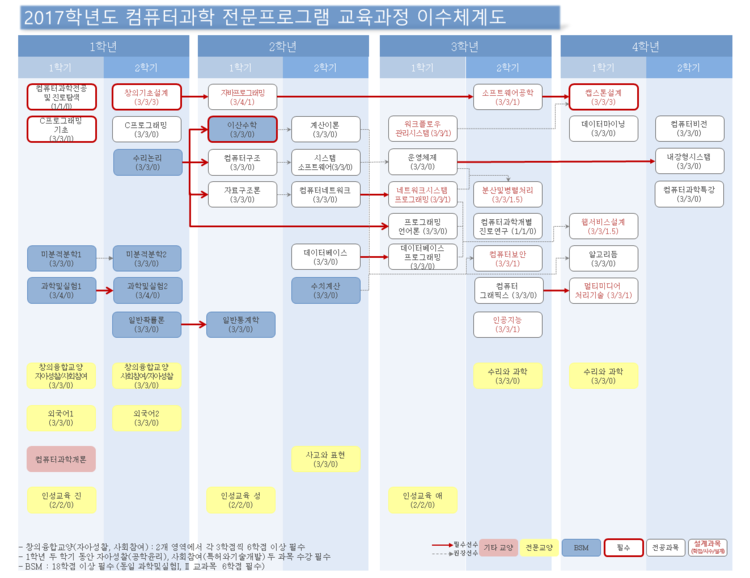 2017학년도 컴퓨터과학 전문프로그램 교육과정 이수체계도
1학년
2학년
3학년
4학년
1학기
2학기
1학기
2학기
1학기
2학기
1학기
2학기
컴퓨터과학전공
및 진로탐색
(1/1/0)
창의기초설계
(3/3/3)
자바프로그래밍
(3/4/1)
소프트웨어공학
(3/3/1)
캡스톤설계
(3/3/3)
C프로그래밍
기초
(3/3/0)
C프로그래밍
(3/3/0)
이산수학
(3/3/0)
계산이론
(3/3/0)
워크플로우
관리시스템 (3/3/1)
데이터마이닝
(3/3/0)
컴퓨터비전
(3/3/0)
수리논리
(3/3/0)
컴퓨터구조
(3/3/0)
시스템
소프트웨어(3/3/0)
운영체제
(3/3/0)
내장형시스템
(3/3/0)
자료구조론
(3/3/0)
컴퓨터네트워크
(3/3/0)
네트워크시스템
프로그래밍 (3/3/1)
분산및병렬처리
(3/3/1.5)
컴퓨터과학특강
(3/3/0)
프로그래밍
언어론 (3/3/0)
컴퓨터과학개별
진로연구 (1/1/0)
웹서비스설계
(3/3/1.5)
미분적분학1
(3/3/0)
미분적분학2
(3/3/0)
데이터베이스
(3/3/0)
데이터베이스
프로그래밍
(3/3/0)
컴퓨터보안
(3/3/1)
알고리듬
(3/3/0)
과학및실험1
(3/4/0)
과학및실험2
(3/4/0)
수치계산
(3/3/0)
컴퓨터
그래픽스 (3/3/0)
멀티미디어
처리기술 (3/3/1)
일반확률론
(3/3/0)
일반통계학
(3/3/0)
인공지능
(3/3/1)
창의융합교양
자아성찰/사회참여
(3/3/0)
창의융합교양
사회참여/자아성찰
(3/3/0)
수리와 과학
(3/3/0)
수리와 과학
(3/3/0)
외국어1
(3/3/0)
외국어2
(3/3/0)
컴퓨터과학개론
사고와 표현
(3/3/0)
인성교육 진
(2/2/0)
인성교육 성
(2/2/0)
인성교육 애
(2/2/0)
- 창의융합교양(자아성찰, 사회참여) : 2개 영역에서 각 3학점씩 6학점 이상 필수
- 1학년 두 학기 동안 자아성찰(공학윤리), 사회참여(특허와기술개발) 두 과목 수강 필수
- BSM : 18학점 이상 필수 (동일 과학및실험Ⅰ, Ⅱ 교과목 6학점 필수)
필수선수
권장선수
기타 교양
전문교양
BSM
필수
전공과목
설계과목
(학점/시수/설계)